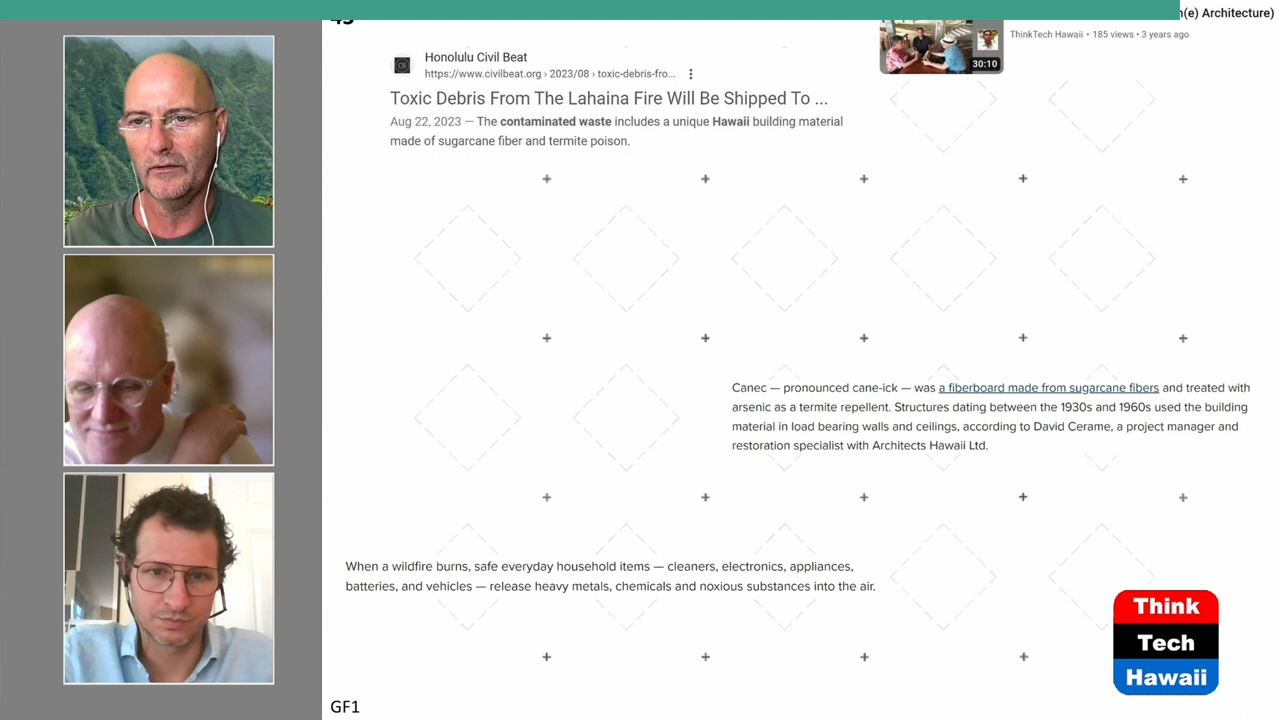 n(e) Architecture)
45
ThinkTech Hawaii • 185 views • 3 years ago
30:10
Honolulu Civil Beat
https://www.civilbeat.org › 2023/08 › toxic-debris-fro...
Toxic Debris From The Lahaina Fire Will Be Shipped To ...
Aug 22, 2023 — The contaminated waste includes a unique Hawaii building material
made of sugarcane fiber and termite poison.
Canec — pronounced cane-ick — was a fiberboard made from sugarcane fibers and treated with
arsenic as a termite repellent. Structures dating between the 1930s and 1960s used the building
material in load bearing walls and ceilings, according to David Cerame, a project manager and
restoration specialist with Architects Hawaii Ltd.
When a wildfire burns, safe everyday household items — cleaners, electronics, appliances,
batteries, and vehicles — release heavy metals, chemicals and noxious substances into the air.
Think
Tech
Hawaii
GF1